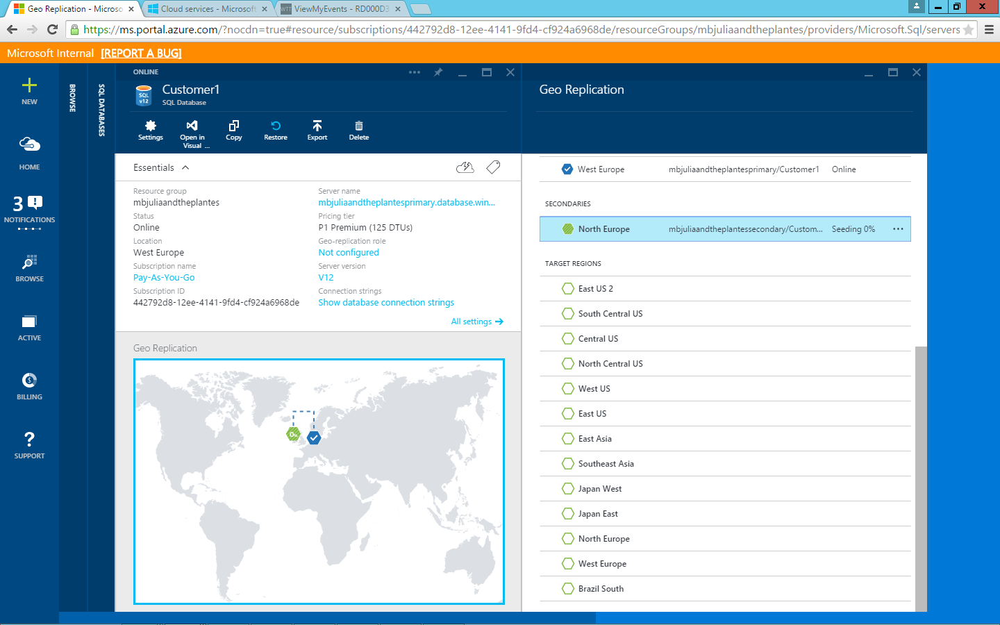 Geo Replication - Microso
Cloud services - Microsoft
ViewMyEvents - RD000D3
https://ms.portal.azure.com/?nocdn=true#resource/subscriptions/442792d8-12ee-4141-9fd4-cf924a6968de/resourceGroups/mbjuliaandtheplantes/providers/Microsoft.Sql/servers
Microsoft Internal [REPORT A BUG]
NEW
HOME
3
NOTIFICATIONS
BROWSE
ACTIVE
BILLING
SUPPORT
BROWSE
SQL DATABASES
ONLINE
SQL
v12
Customer1
SQL Database
Settings
Open in
Visual ...
Copy
Restore
Export
Delete
Essentials
Resource group
mbjuliaandtheplantes
Status
Online
Location
West Europe
Subscription name
Pay-As-You-Go
Subscription ID
442792d8-12ee-4141-9fd4-cf924a6968de
Server name
mbjuliaandtheplantesprimary.database.win...
Pricing tier
P1 Premium (125 DTUs)
Geo-replication role
Not configured
Server version
V12
Connection strings
Show database connection strings
All settings
Geo Replication
0%
Geo Replication
West Europe mbjuliaandtheplantesprimary/Customer1 Online
SECONDARIES
North Europe mbjuliaandtheplantessecondary/Custom... Seeding 0% ...
TARGET REGIONS
East US 2
South Central US
Central US
North Central US
West US
East US
East Asia
Southeast Asia
Japan West
Japan East
North Europe
West Europe
Brazil South